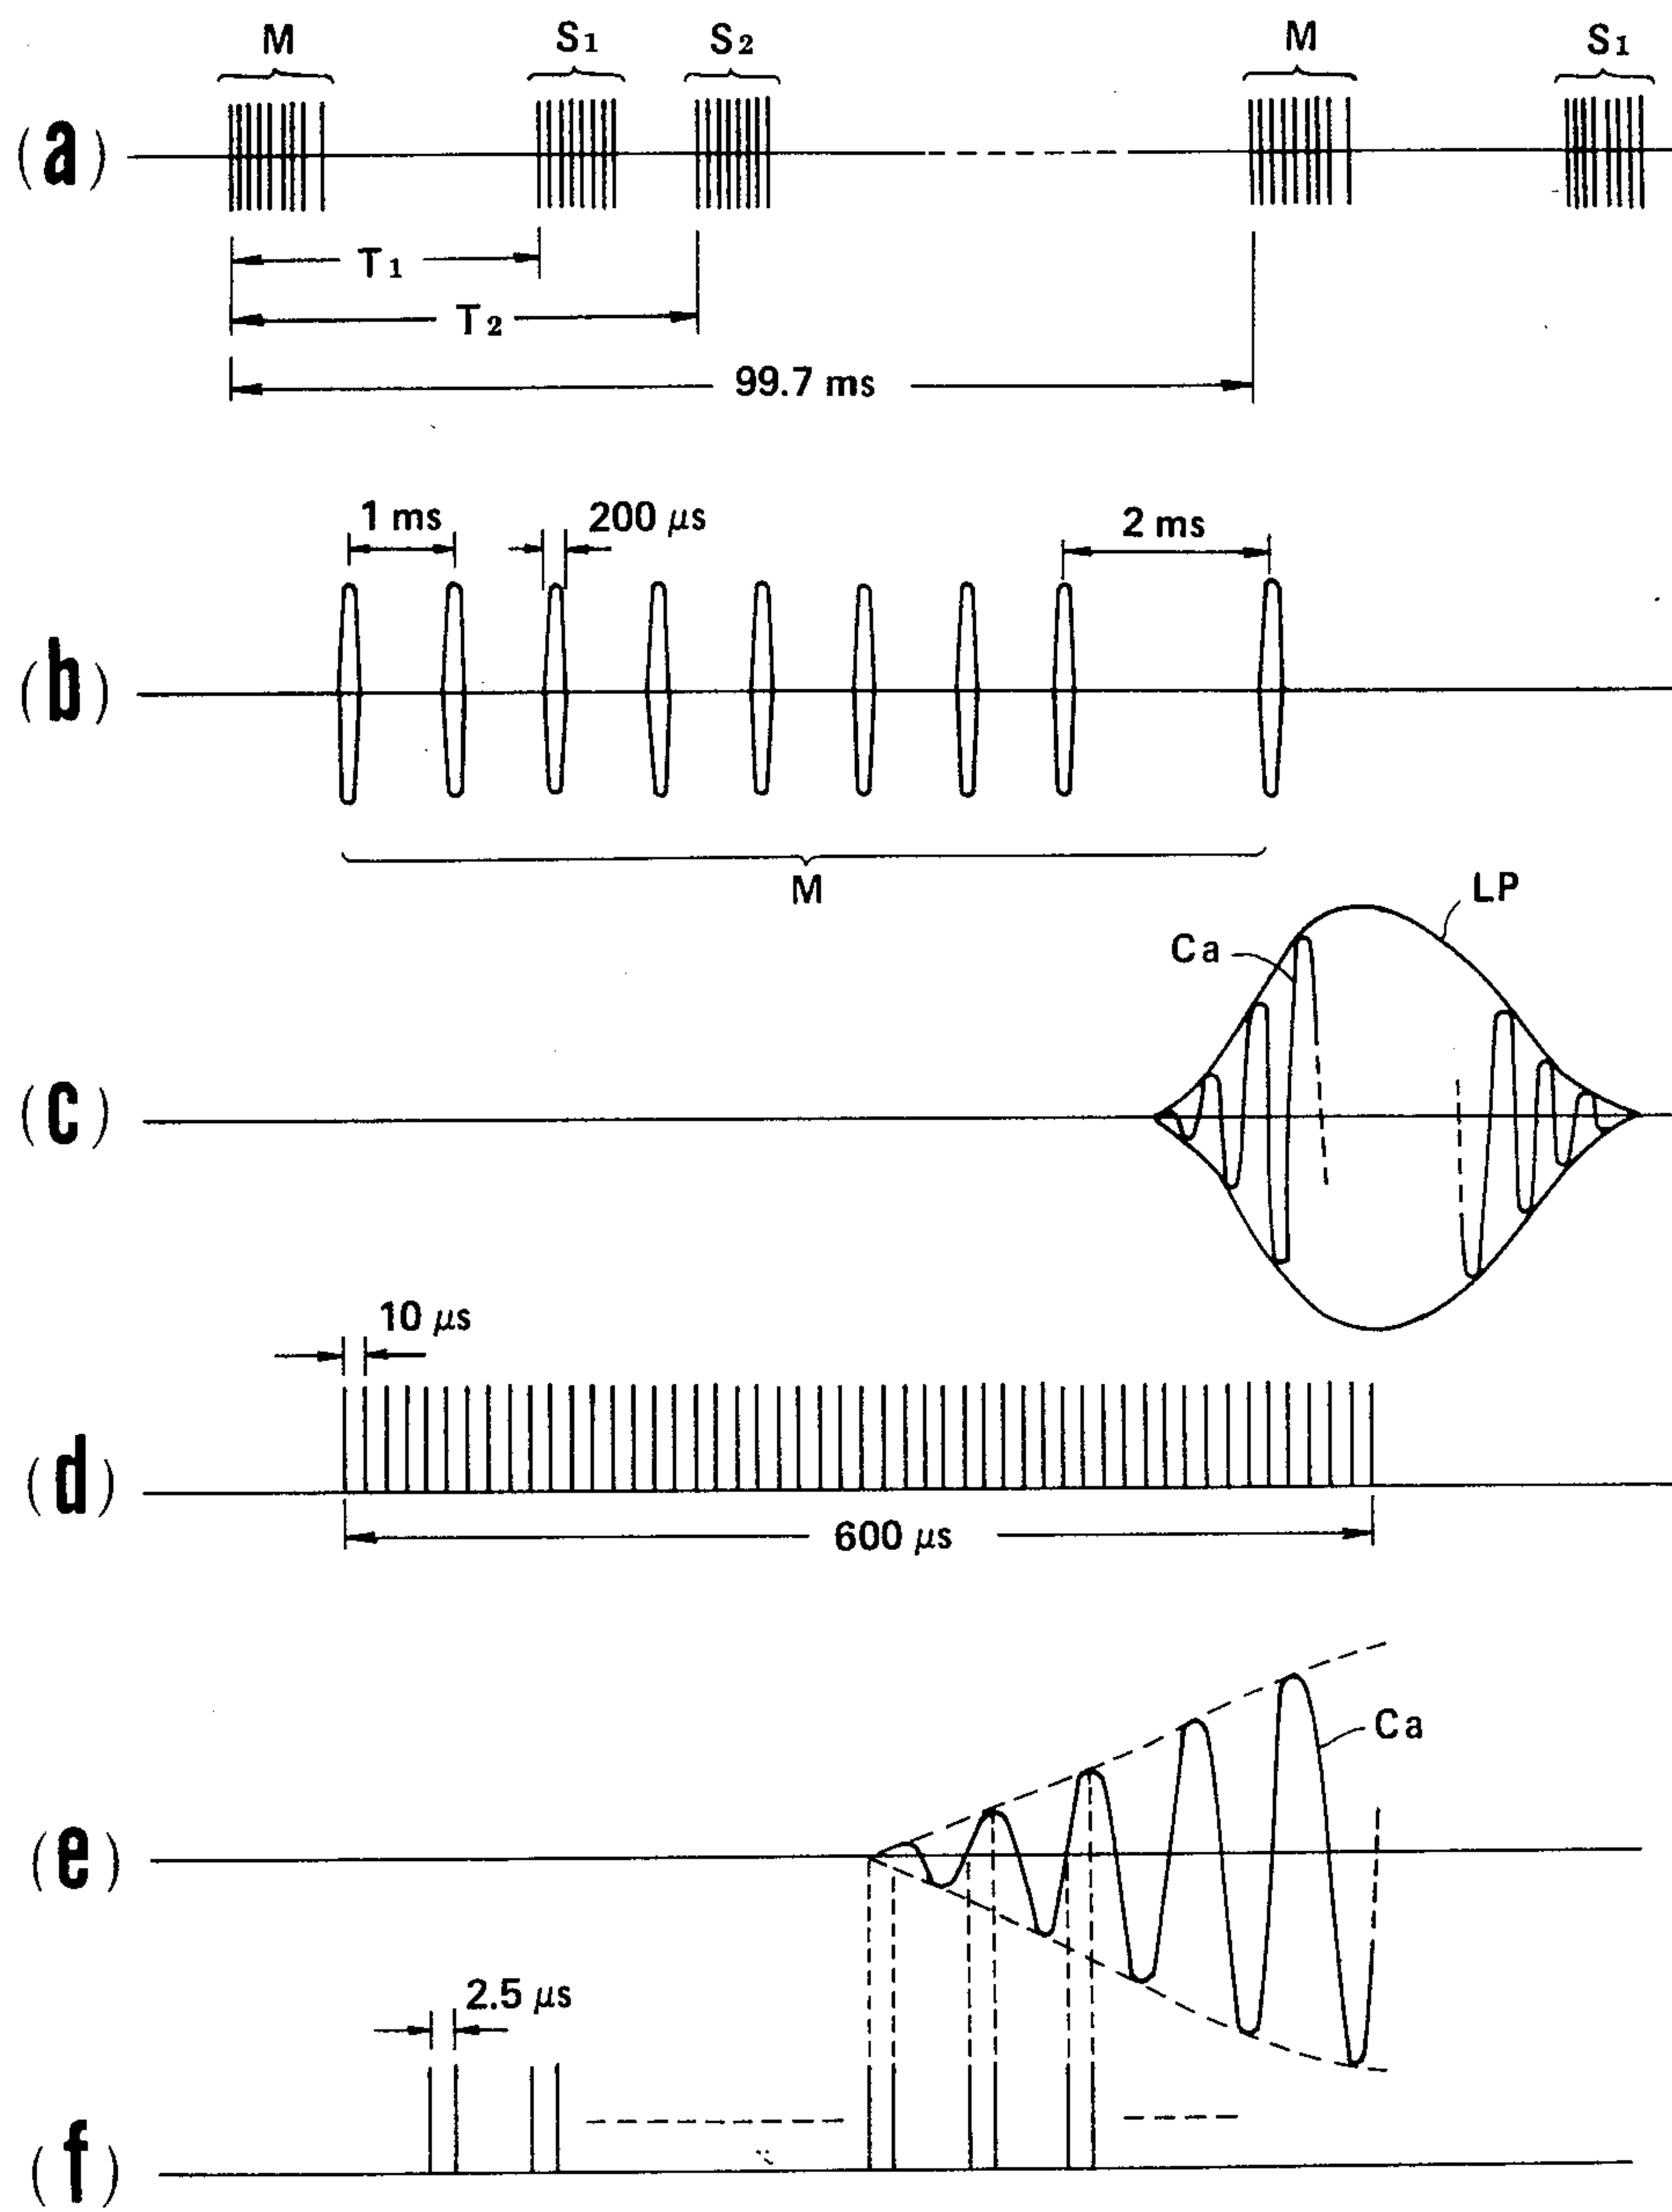 M S₁ S₂ M S₁
(a)
T₁
T₂
99.7 ms
1 ms 200 μs 2 ms
(b)
M
LP
Ca
(c)
10 μs
(d)
600 μs
Ca
(e)
2.5 μs
(f)